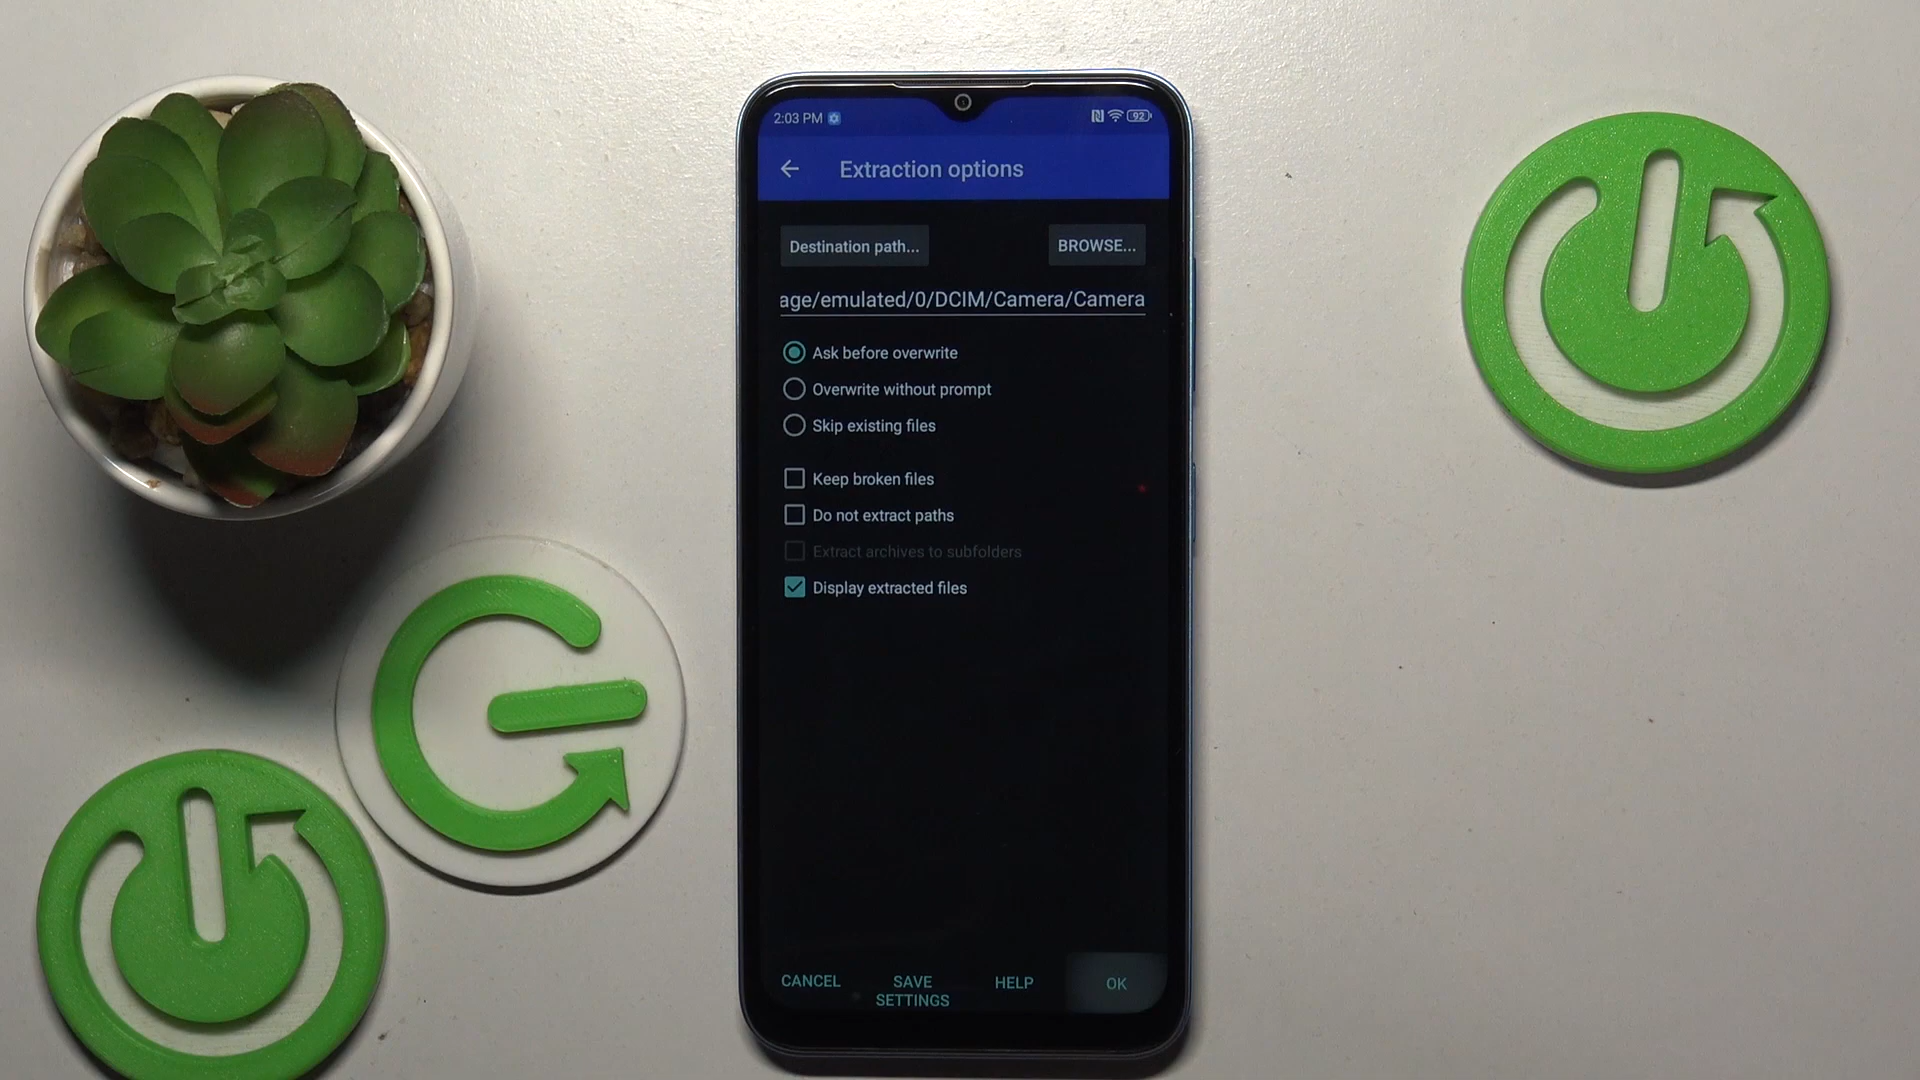 2:03 PM
92
Extraction options
Destination path...
BROWSE...
age/emulated/0/DCIM/Camera/Camera
Ask before overwrite
Overwrite without prompt
Skip existing files
Keep broken files
Do not extract paths
Extract archives to subfolders
Display extracted files
CANCEL
SAVE
SETTINGS
HELP
OK